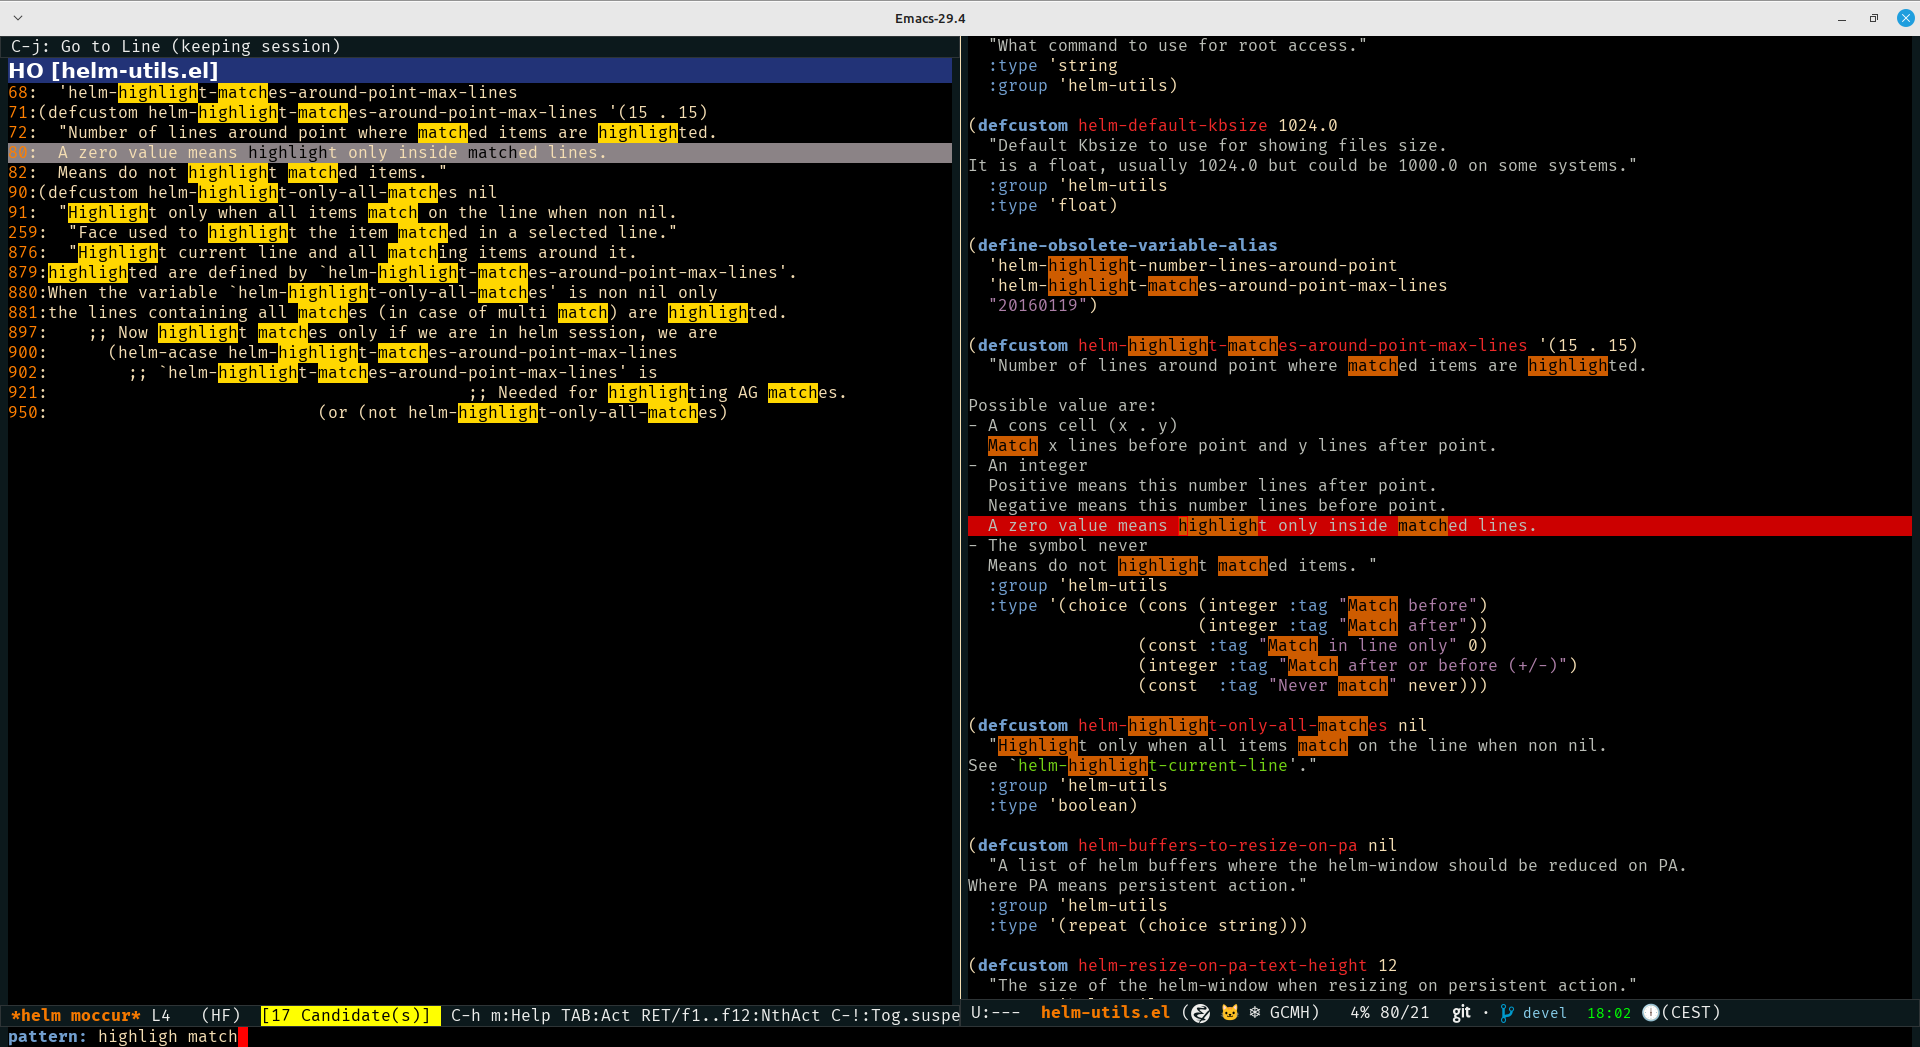 Emacs-29.4
C-j: Go to Line (keeping session)
HO [helm-utils.el]
68:  'helm-highlight-matches-around-point-max-lines
71:(defcustom helm-highlight-matches-around-point-max-lines '(15 . 15)
72:  "Number of lines around point where matched items are highlighted.
80:  A zero value means highlight only inside matched lines.
82:  Means do not highlight matched items. "
90:(defcustom helm-highlight-only-all-matches nil
91:  "Highlight only when all items match on the line when non nil.
259:  "Face used to highlight the item matched in a selected line."
876:  "Highlight current line and all matching items around it.
879:highlighted are defined by `helm-highlight-matches-around-point-max-lines'.
880:When the variable `helm-highlight-only-all-matches' is non nil only
881:the lines containing all matches (in case of multi match) are highlighted.
897:    ;; Now highlight matches only if we are in helm session, we are
900:      (helm-acase helm-highlight-matches-around-point-max-lines
902:        ;; `helm-highlight-matches-around-point-max-lines' is
921:                                          ;; Needed for highlighting AG matches.
950:                           (or (not helm-highlight-only-all-matches)
*helm moccur* L4   (HF)  [17 Candidate(s)]  C-h m:Help TAB:Act RET/f1..f12:NthAct C-!:Tog.suspe
pattern: highligh match
  "What command to use for root access."
  :type 'string
  :group 'helm-utils)
(defcustom helm-default-kbsize 1024.0
  "Default Kbsize to use for showing files size.
It is a float, usually 1024.0 but could be 1000.0 on some systems."
  :group 'helm-utils
  :type 'float)
(define-obsolete-variable-alias
  'helm-highlight-number-lines-around-point
  'helm-highlight-matches-around-point-max-lines
  "20160119")
(defcustom helm-highlight-matches-around-point-max-lines '(15 . 15)
  "Number of lines around point where matched items are highlighted.
Possible value are:
- A cons cell (x . y)
  Match x lines before point and y lines after point.
- An integer
  Positive means this number lines after point.
  Negative means this number lines before point.
  A zero value means highlight only inside matched lines.
- The symbol never
  Means do not highlight matched items. "
  :group 'helm-utils
  :type '(choice (cons (integer :tag "Match before")
                       (integer :tag "Match after"))
                 (const :tag "Match in line only" 0)
                 (integer :tag "Match after or before (+/-)")
                 (const  :tag "Never match" never)))
(defcustom helm-highlight-only-all-matches nil
  "Highlight only when all items match on the line when non nil.
See `helm-highlight-current-line'."
  :group 'helm-utils
  :type 'boolean)
(defcustom helm-buffers-to-resize-on-pa nil
  "A list of helm buffers where the helm-window should be reduced on PA.
Where PA means persistent action."
  :group 'helm-utils
  :type '(repeat (choice string)))
(defcustom helm-resize-on-pa-text-height 12
  "The size of the helm-window when resizing on persistent action."
U:---  helm-utils.el ( GCMH)   4% 80/21  git · devel  18:02 (CEST)